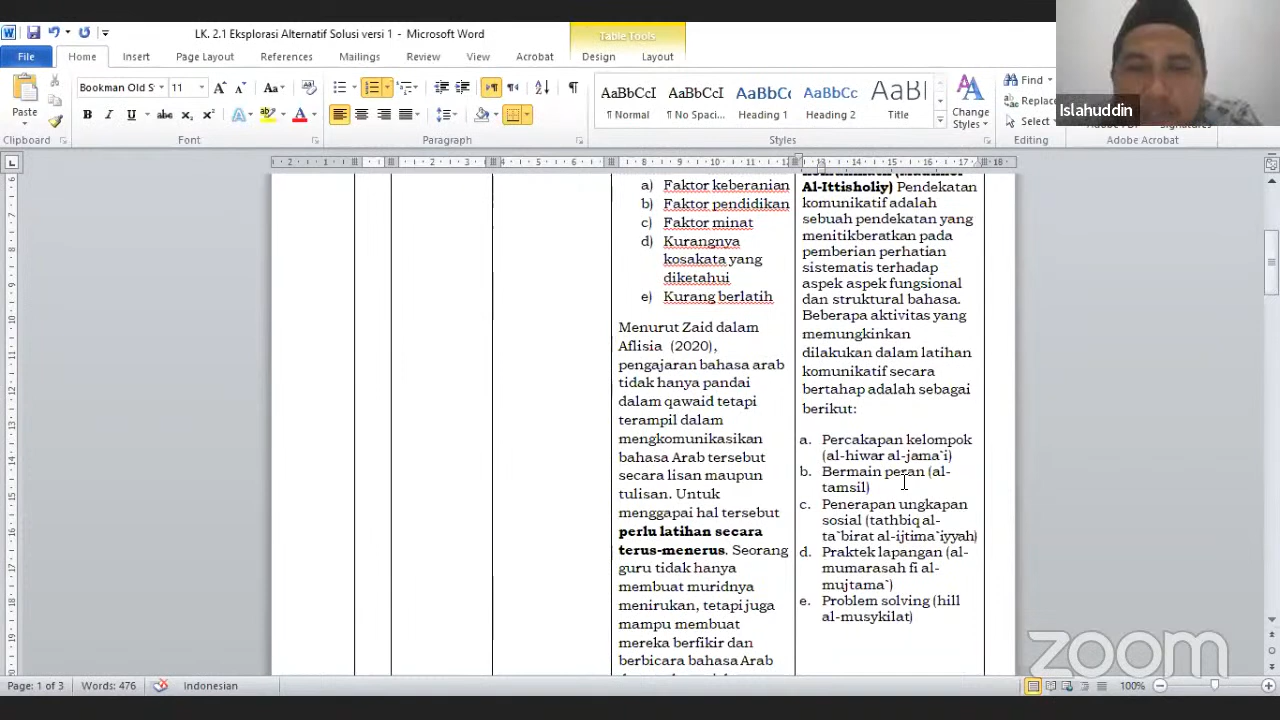 LK. 2.1 Eksplorasi Alternatif Solusi versi 1 - Microsoft Word
Table Tools
File Home Insert Page Layout References Mailings Review View Acrobat Design Layout
Islahuddin
Paste
Bookman Old S 11
AaBbCcI AaBbCcI AaBbC AaBbCc AaB
¶ Normal ¶ No Spaci... Heading 1 Heading 2 Title
Change
Styles
Find
Replace
Select
Clipboard Font Paragraph Styles Editing Adobe Acrobat
a) Faktor keberanian
b) Faktor pendidikan
c) Faktor minat
d) Kurangnya
kosakata yang
diketahui
e) Kurang berlatih
Menurut Zaid dalam
Aflisia (2020),
pengajaran bahasa arab
tidak hanya pandai
dalam qawaid tetapi
terampil dalam
mengkomunikasikan
bahasa Arab tersebut
secara lisan maupun
tulisan. Untuk
menggapai hal tersebut
perlu latihan secara
terus-menerus. Seorang
guru tidak hanya
membuat muridnya
menirukan, tetapi juga
mampu membuat
mereka berfikir dan
berbicara bahasa Arab
Al-Ittisholiy) Pendekatan
komunikatif adalah
sebuah pendekatan yang
menitikberatkan pada
pemberian perhatian
sistematis terhadap
aspek aspek fungsional
dan struktural bahasa.
Beberapa aktivitas yang
memungkinkan
dilakukan dalam latihan
komunikatif secara
bertahap adalah sebagai
berikut:
a. Percakapan kelompok
(al-hiwar al-jama`i)
b. Bermain peran (al-
tamsil)
c. Penerapan ungkapan
sosial (tathbiq al-
ta`birat al-ijtima`iyyah)
d. Praktek lapangan (al-
mumarasah fi al-
mujtama`)
e. Problem solving (hill
al-musykilat)
zoom
Page: 1 of 3 Words: 476 Indonesian 100%